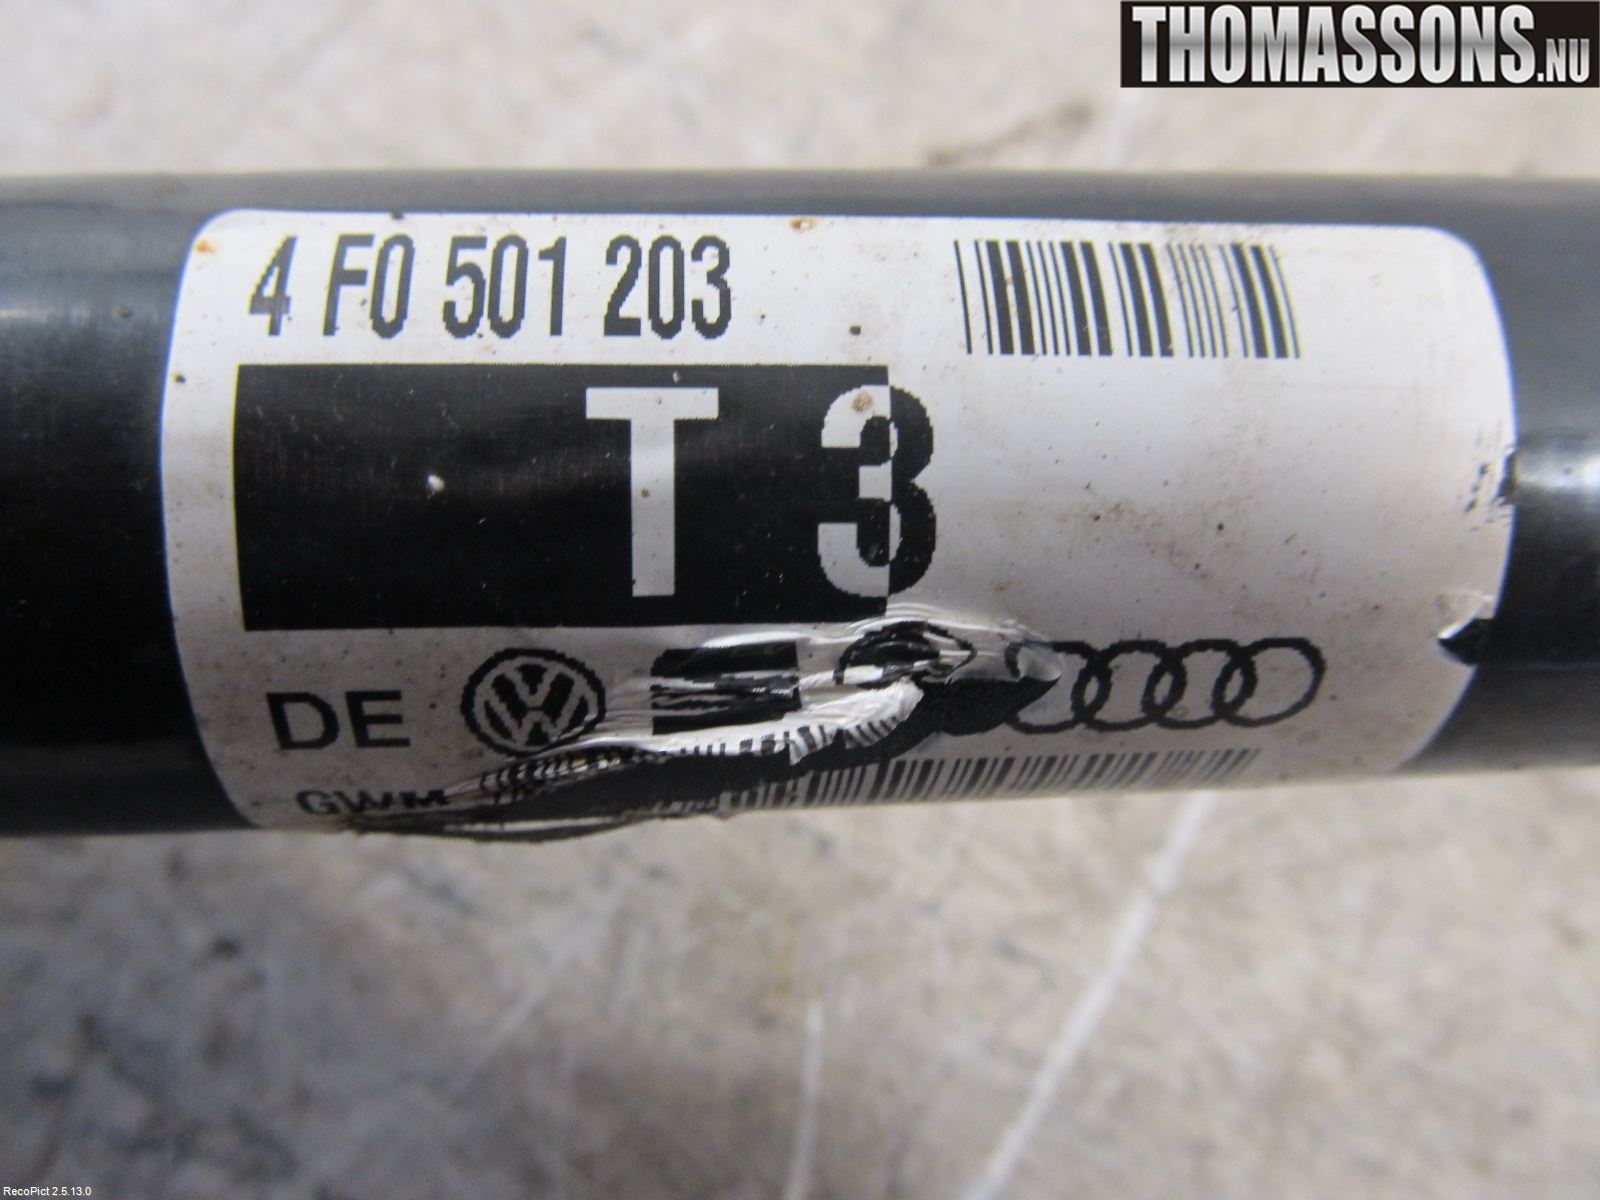 THOMASSONS.NU
4 F0 501 203
T 3
DE
GWM
RecoPict 2.5.13.0